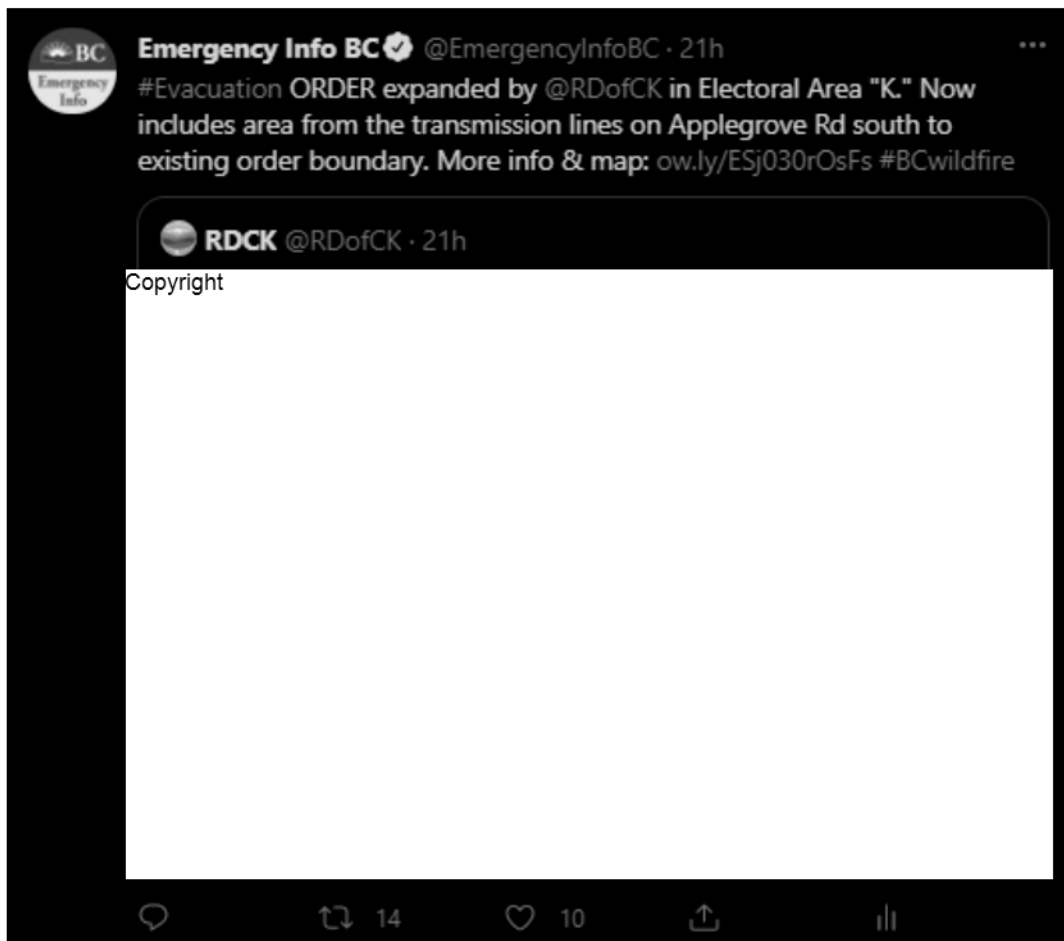 BC
Emergency
Info
Emergency Info BC @EmergencyInfoBC · 21h
#Evacuation ORDER expanded by @RDofCK in Electoral Area "K." Now
includes area from the transmission lines on Applegrove Rd south to
existing order boundary. More info & map: ow.ly/ESj030rOsFs #BCwildfire
RDCK @RDofCK · 21h
Copyright
14 10